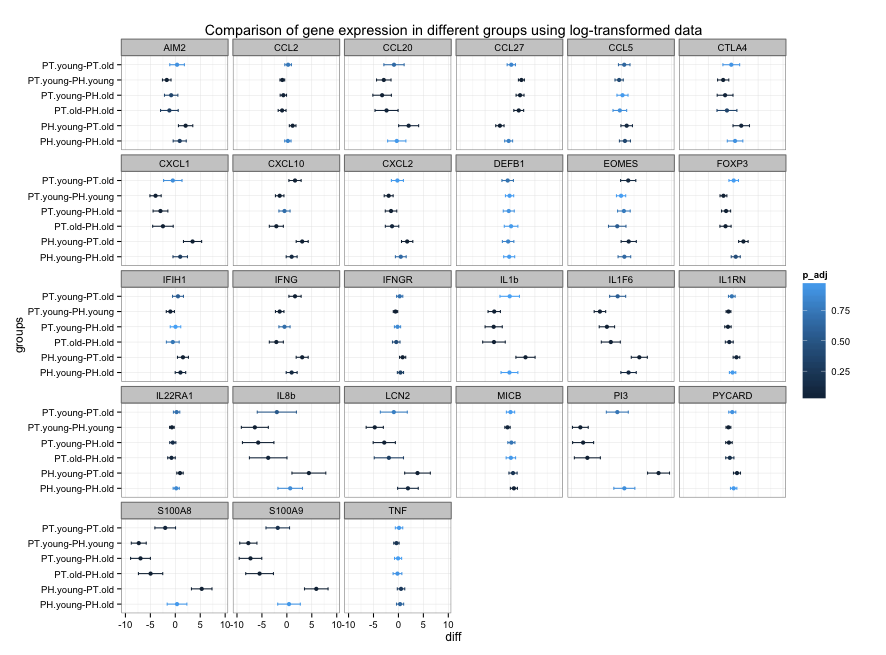 Comparison of gene expression in different groups using log-transformed data
AIM2 CCL2 CCL20 CCL27 CCL5 CTLA4
PT.young-PT.old
PT.young-PH.young
PT.young-PH.old
PT.old-PH.old
PH.young-PT.old
PH.young-PH.old
CXCL1 CXCL10 CXCL2 DEFB1 EOMES FOXP3
PT.young-PT.old
PT.young-PH.young
PT.young-PH.old
PT.old-PH.old
PH.young-PT.old
PH.young-PH.old
IFIH1 IFNG IFNGR IL1b IL1F6 IL1RN
PT.young-PT.old
PT.young-PH.young
PT.young-PH.old
PT.old-PH.old
PH.young-PT.old
PH.young-PH.old
IL22RA1 IL8b LCN2 MICB PI3 PYCARD
PT.young-PT.old
PT.young-PH.young
PT.young-PH.old
PT.old-PH.old
PH.young-PT.old
PH.young-PH.old
S100A8 S100A9 TNF
PT.young-PT.old
PT.young-PH.young
PT.young-PH.old
PT.old-PH.old
PH.young-PT.old
PH.young-PH.old
-10 -5 0 5 10 -10 -5 0 5 10 -10 -5 0 5 10
diff
groups
p_adj
0.75
0.50
0.25